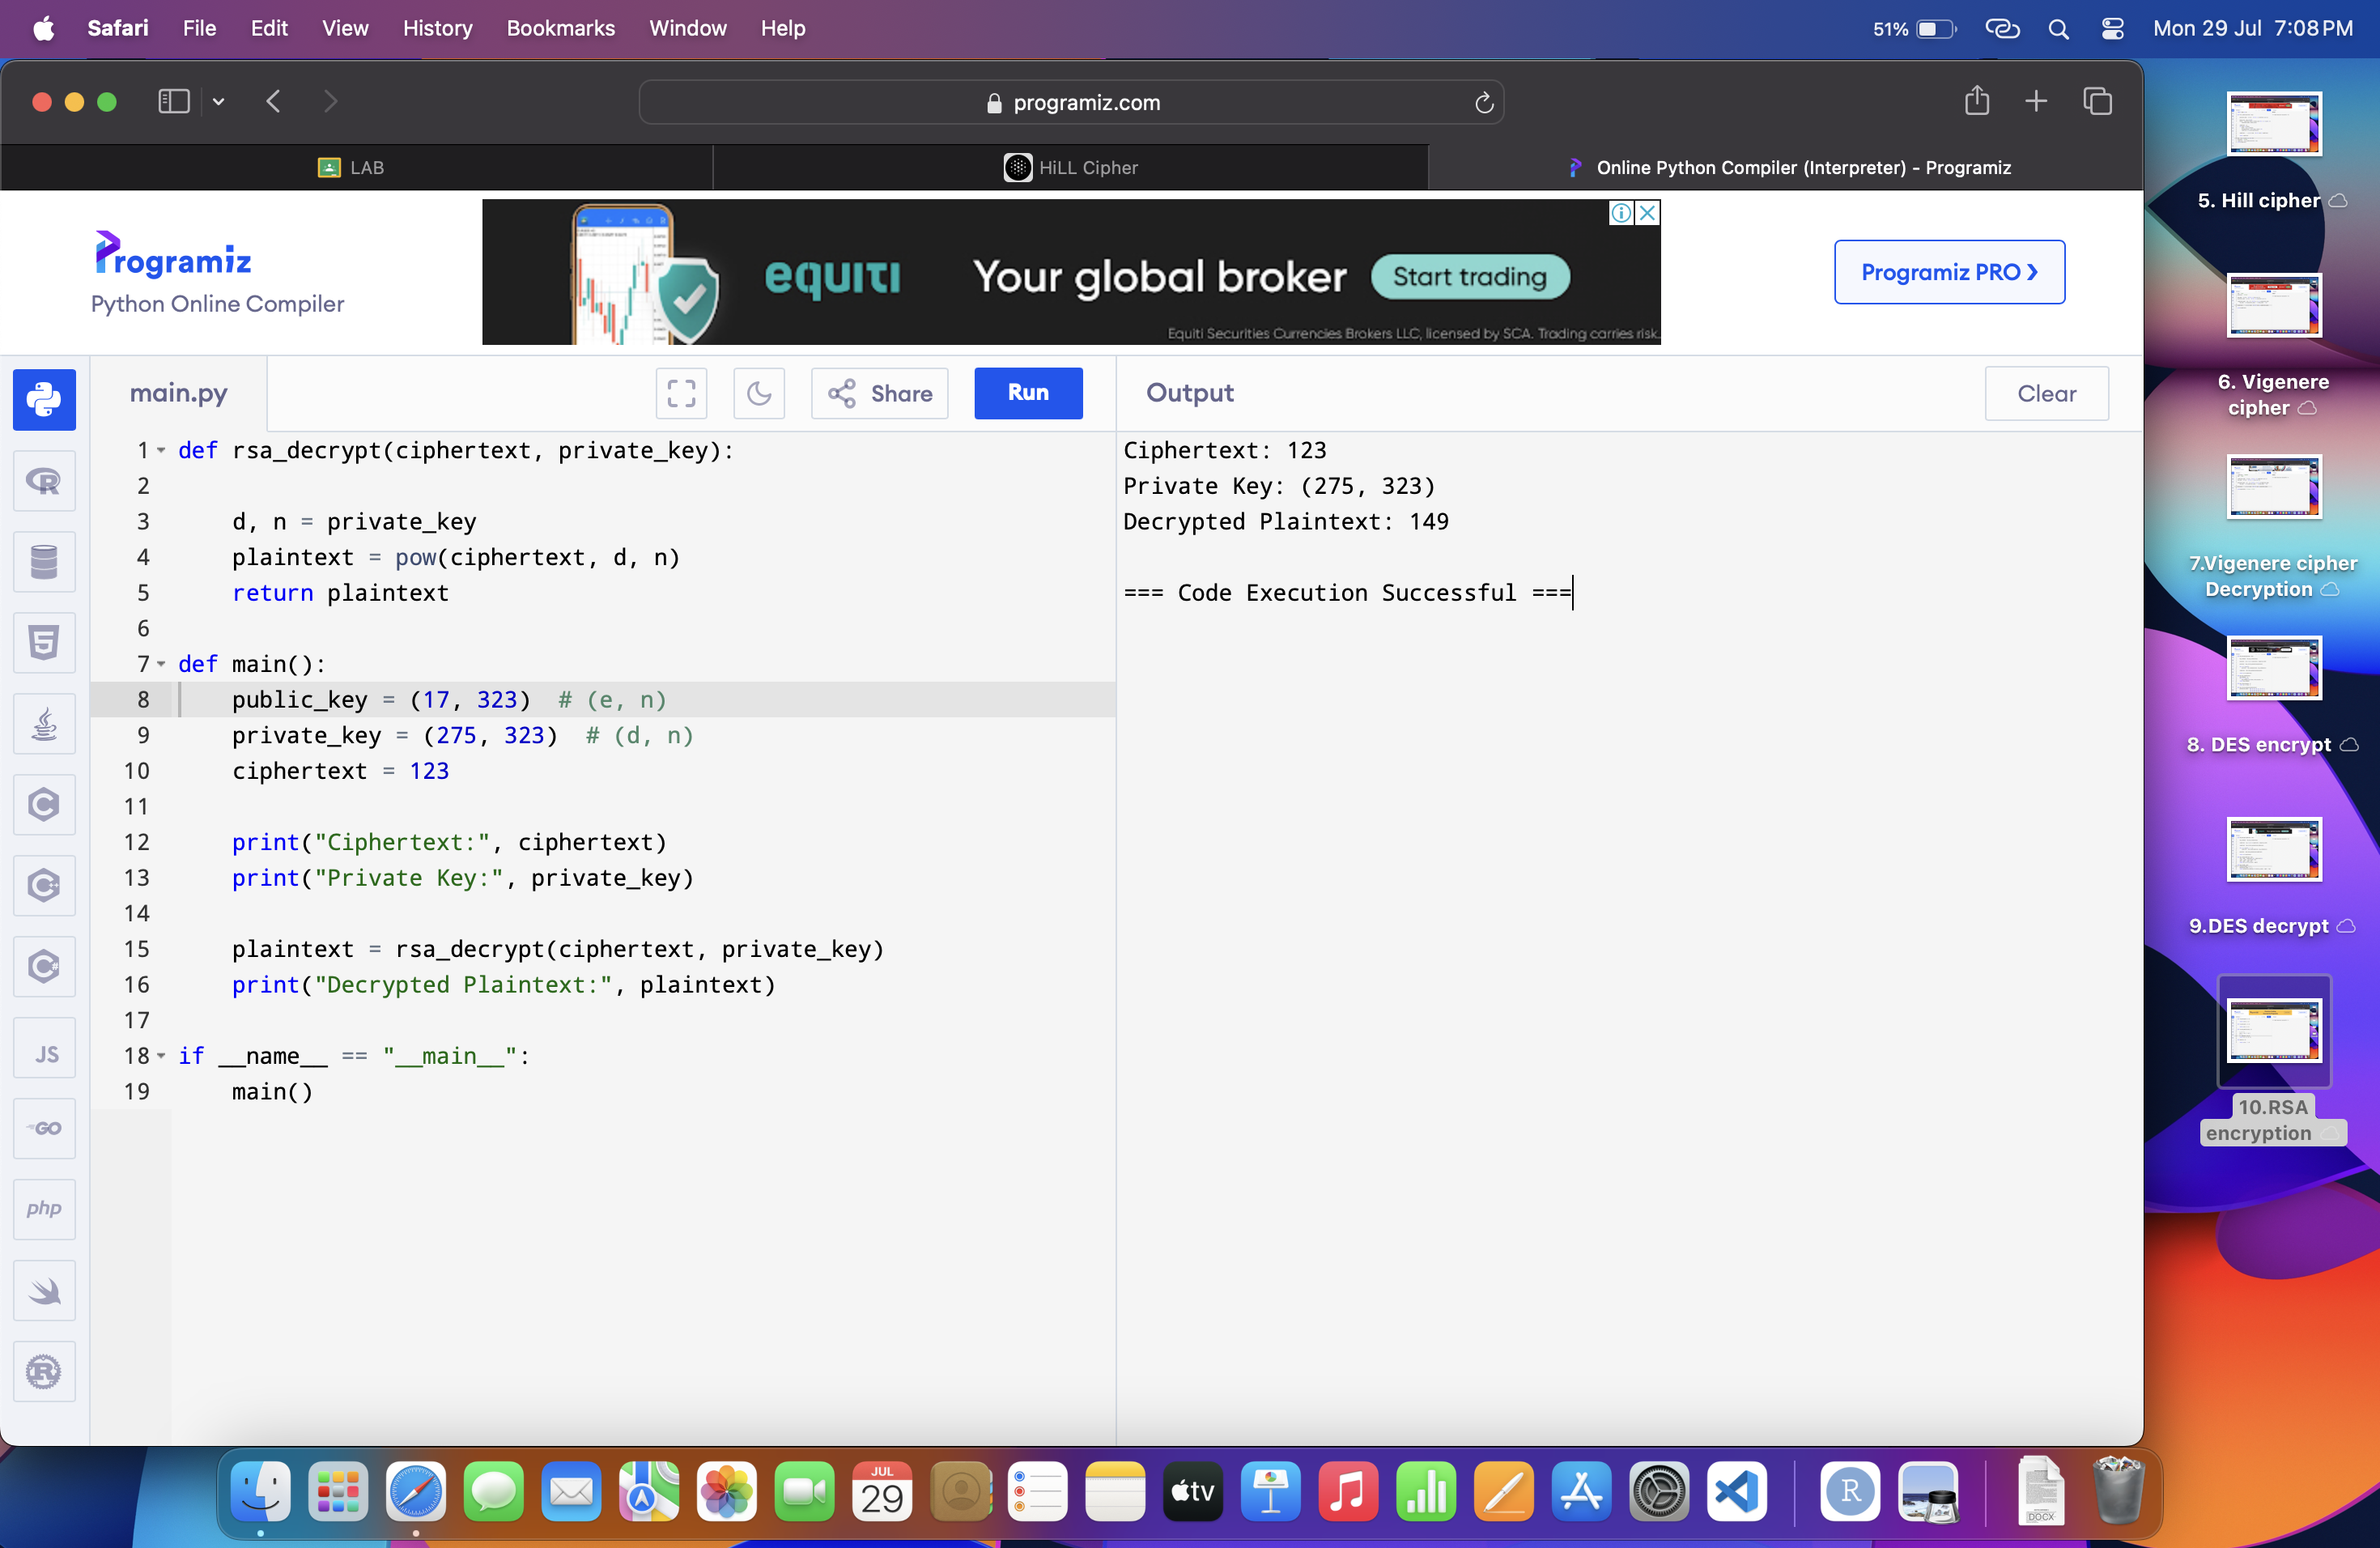 Safari File Edit View History Bookmarks Window Help 51% Mon 29 Jul 7:08 PM
programiz.com
LAB HiLL Cipher Online Python Compiler (Interpreter) - Programiz
Programiz
Python Online Compiler
equiti Your global broker Start trading
Equiti Securities Currencies Brokers LLC, licensed by SCA. Trading carries risk.
Programiz PRO ❯
main.py Share Run Output Clear
1 def rsa_decrypt(ciphertext, private_key):
2
3 d, n = private_key
4 plaintext = pow(ciphertext, d, n)
5 return plaintext
6
7 def main():
8 public_key = (17, 323) # (e, n)
9 private_key = (275, 323) # (d, n)
10 ciphertext = 123
11
12 print("Ciphertext:", ciphertext)
13 print("Private Key:", private_key)
14
15 plaintext = rsa_decrypt(ciphertext, private_key)
16 print("Decrypted Plaintext:", plaintext)
17
18 if __name__ == "__main__":
19 main()
Ciphertext: 123
Private Key: (275, 323)
Decrypted Plaintext: 149
=== Code Execution Successful ===
R
5
C
C
C
JS
GO
php
R
5. Hill cipher
6. Vigenere
cipher
7.Vigenere cipher
Decryption
8. DES encrypt
9.DES decrypt
10.RSA
encryption
JUL
29
tv
R
DOCX